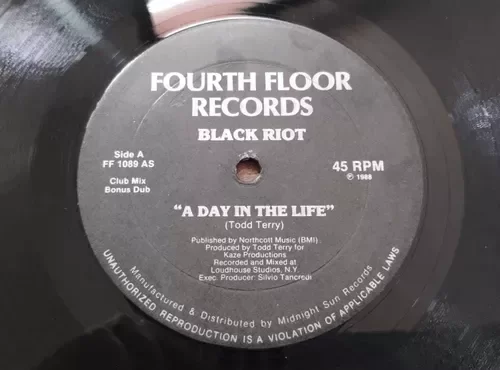 FOURTH FLOOR
RECORDS
BLACK RIOT
Side A
FF 1089 AS
Club Mix
Bonus Dub
45 RPM
℗ 1988
"A DAY IN THE LIFE"
(Todd Terry)
Published by Northcott Music (BMI)
Produced by Todd Terry for
Kaze Productions
Recorded and Mixed at
Loudhouse Studios, N.Y.
Exec. Producer: Silvio Tancredi
Manufactured & Distributed by Midnight Sun Records
UNAUTHORIZED REPRODUCTION IS A VIOLATION OF APPLICABLE LAWS